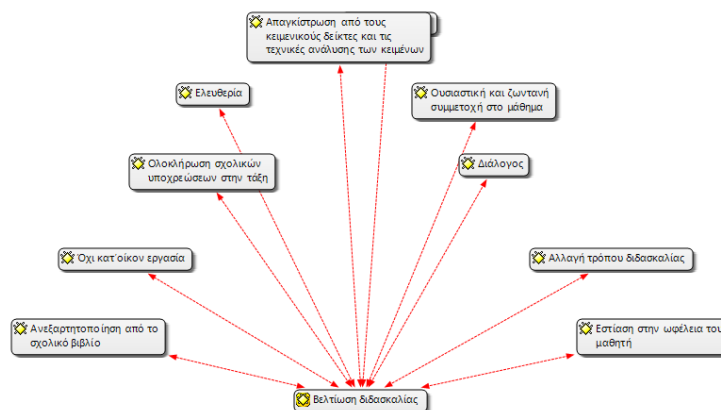 Απαγκίστρωση από τους
κειμενικούς δείκτες και τις
τεχνικές ανάλυσης των κειμένων
Ελευθερία
Ουσιαστική και ζωντανή
συμμετοχή στο μάθημα
Ολοκλήρωση σχολικών
υποχρεώσεων στην τάξη
Διάλογος
Όχι κατ΄οίκον εργασία
Αλλαγή τρόπου διδασκαλίας
Ανεξαρτητοποίηση από το
σχολικό βιβλίο
Εστίαση στην ωφέλεια του
μαθητή
Βελτίωση διδασκαλίας